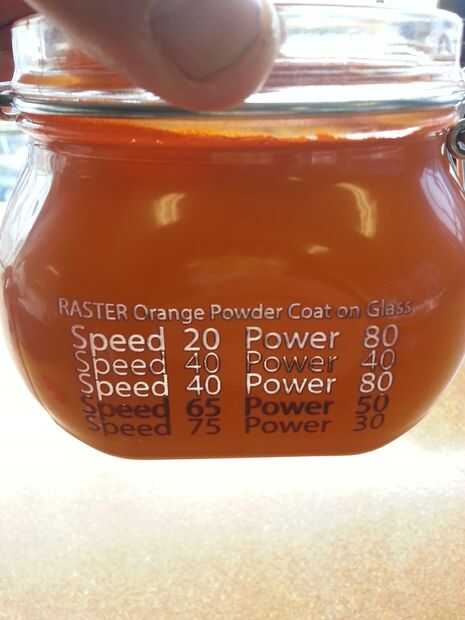 RASTER Orange Powder Coat on Glass
Speed 20 Power 80
Speed 40 Power 40
Speed 40 Power 80
Speed 65 Power 50
Speed 75 Power 30